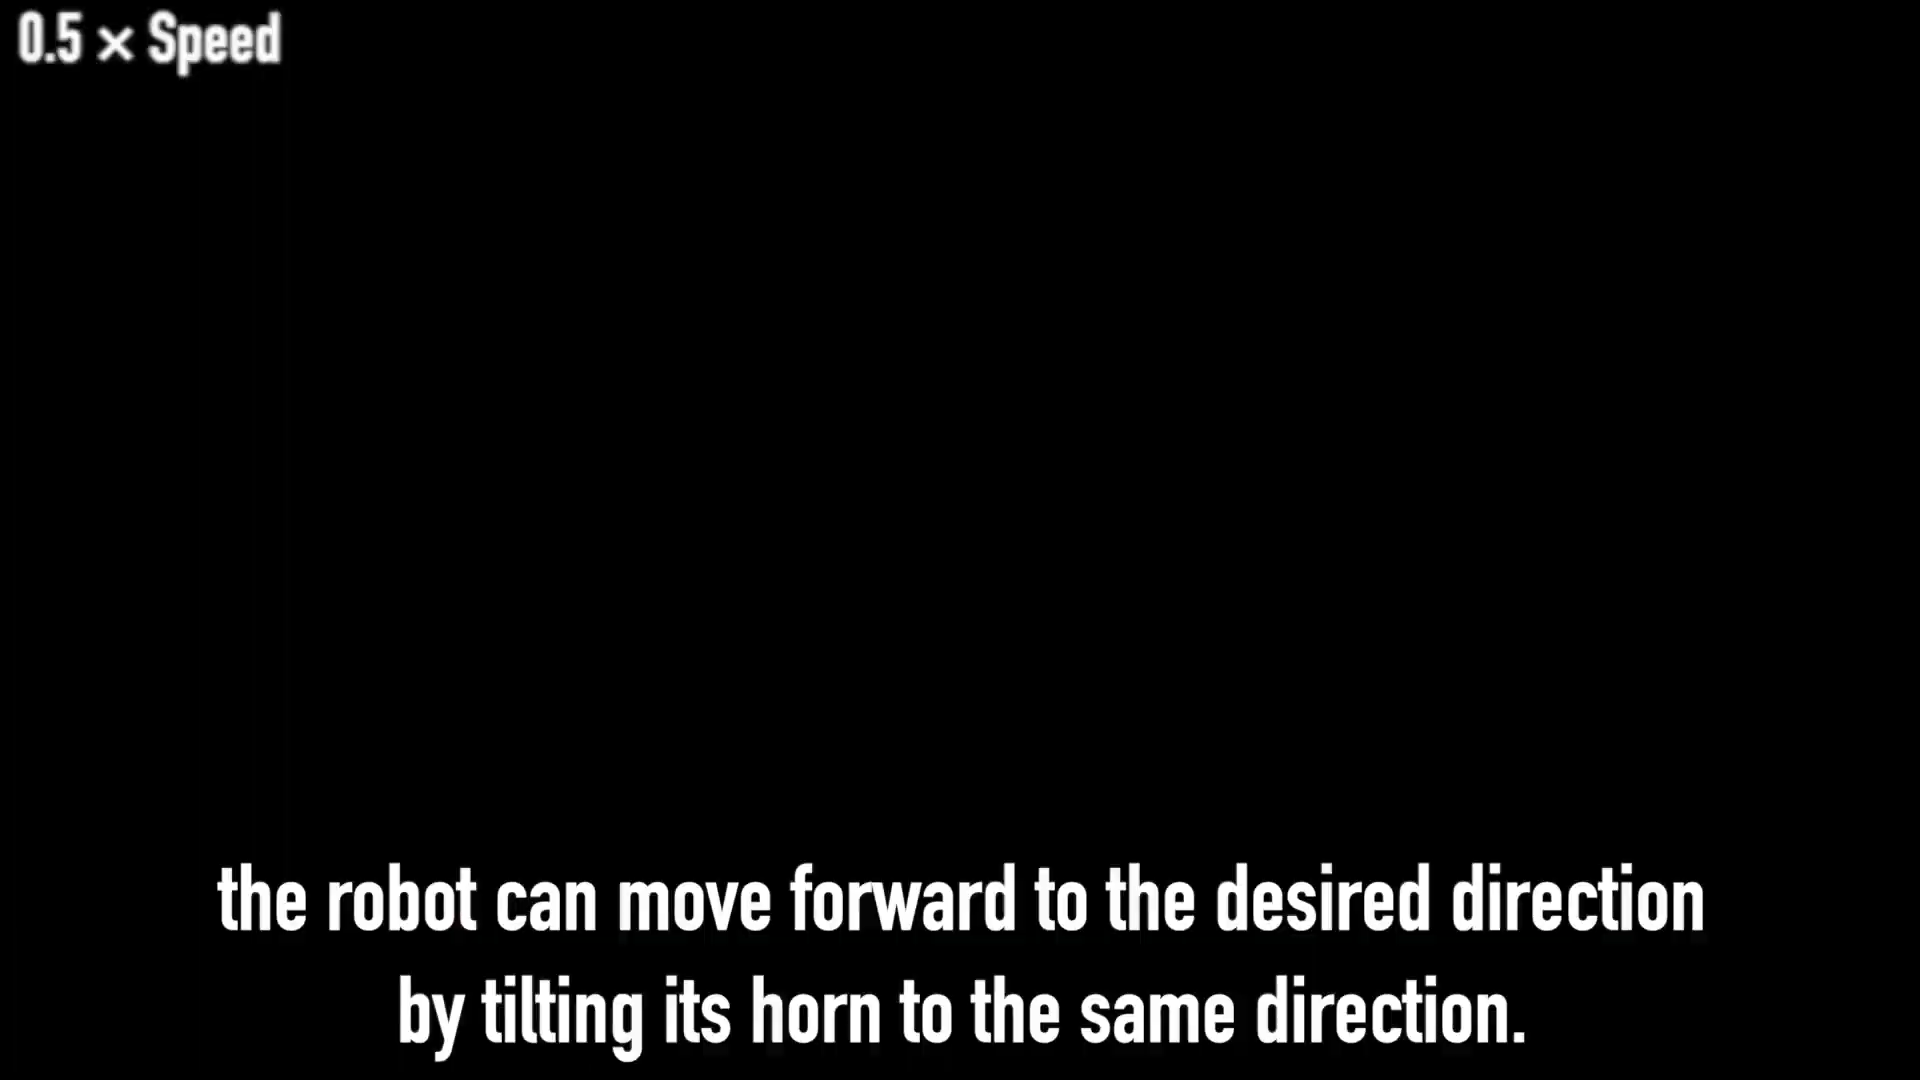 0.5 × Speed
the robot can move forward to the desired direction
by tilting its horn to the same direction.